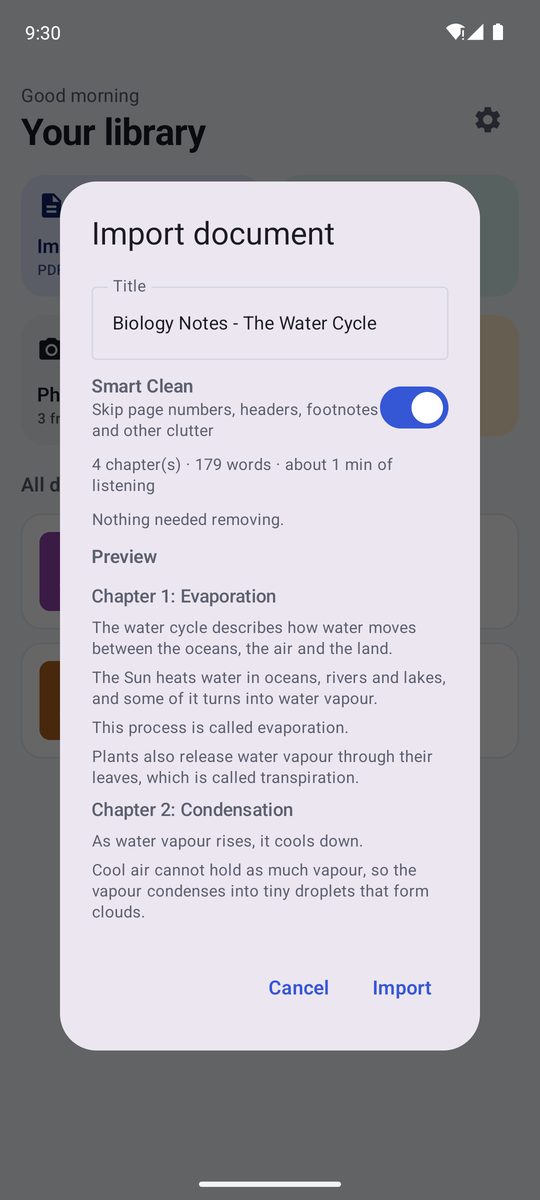 9:30
Good morning
Your library
Im
PDF
Ph
3 fr
All d
Import document
Title
Biology Notes - The Water Cycle
Smart Clean
Skip page numbers, headers, footnotes
and other clutter
4 chapter(s) · 179 words · about 1 min of
listening
Nothing needed removing.
Preview
Chapter 1: Evaporation
The water cycle describes how water moves
between the oceans, the air and the land.
The Sun heats water in oceans, rivers and lakes,
and some of it turns into water vapour.
This process is called evaporation.
Plants also release water vapour through their
leaves, which is called transpiration.
Chapter 2: Condensation
As water vapour rises, it cools down.
Cool air cannot hold as much vapour, so the
vapour condenses into tiny droplets that form
clouds.
Cancel
Import